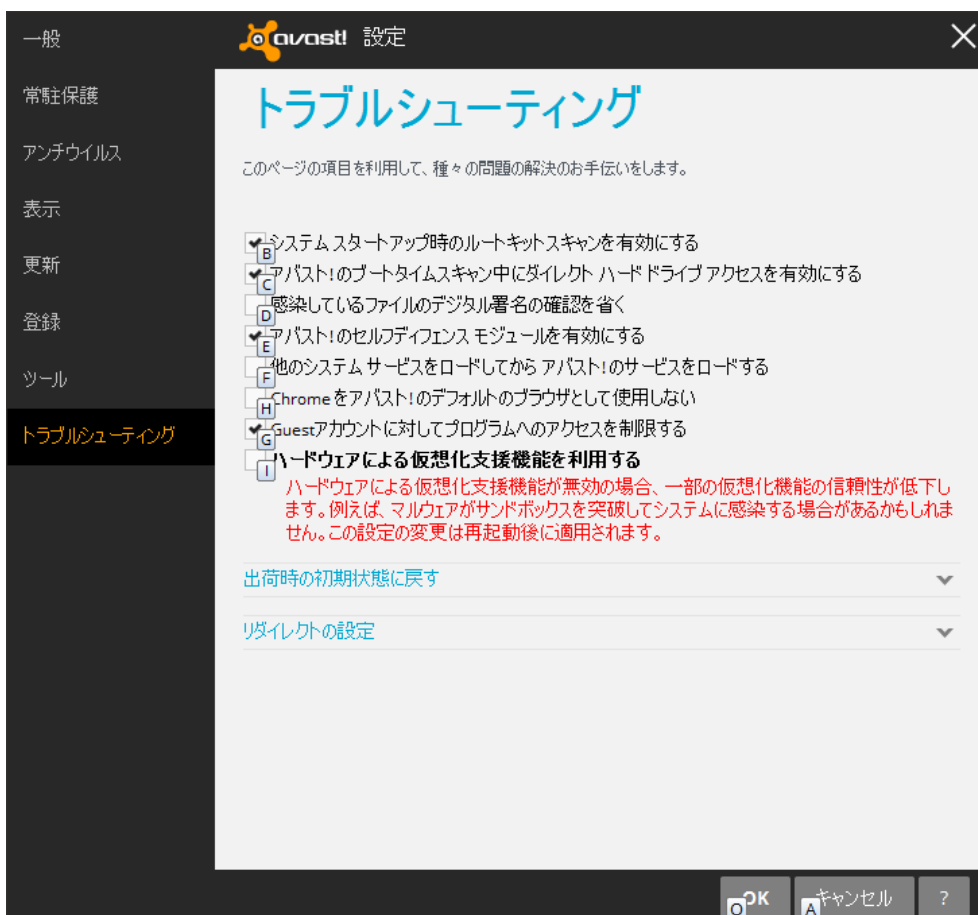 一般
常駐保護
アンチウイルス
表示
更新
登録
ツール
トラブルシューティング
avast! 設定
トラブルシューティング
このページの項目を利用して、種々の問題の解決のお手伝いをします。
B システム スタートアップ時のルートキットスキャンを有効にする
C アバスト!のブートタイムスキャン中にダイレクト ハード ドライブ アクセスを有効にする
D 感染しているファイルのデジタル署名の確認を省く
E アバスト!のセルフディフェンス モジュールを有効にする
F 他のシステム サービスをロードしてから アバスト!のサービスをロードする
H Chromeをアバスト!のデフォルトのブラウザとして使用しない
G Guestアカウントに対してプログラムへのアクセスを制限する
I ハードウェアによる仮想化支援機能を利用する
ハードウェアによる仮想化支援機能が無効の場合、一部の仮想化機能の信頼性が低下し
ます。例えば、マルウェアがサンドボックスを突破してシステムに感染する場合があるかもしれま
せん。この設定の変更は再起動後に適用されます。
出荷時の初期状態に戻す
リダイレクトの設定
O OK
A キャンセル
?